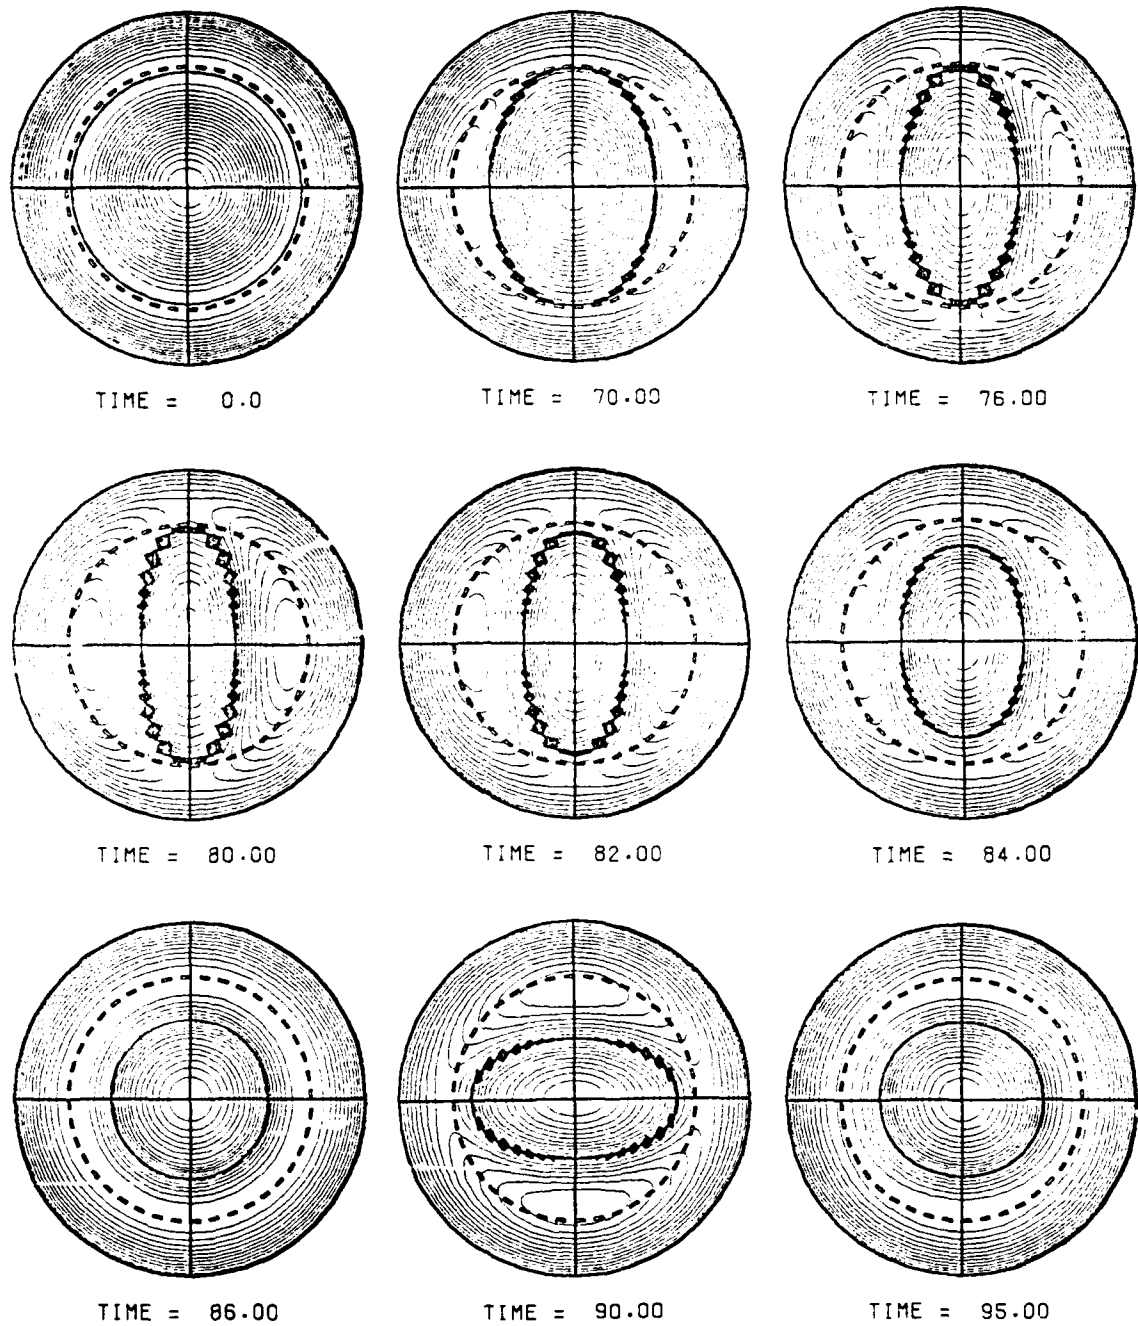 TIME = 0.0
TIME = 70.00
TIME = 76.00
TIME = 80.00
TIME = 82.00
TIME = 84.00
TIME = 86.00
TIME = 90.00
TIME = 95.00